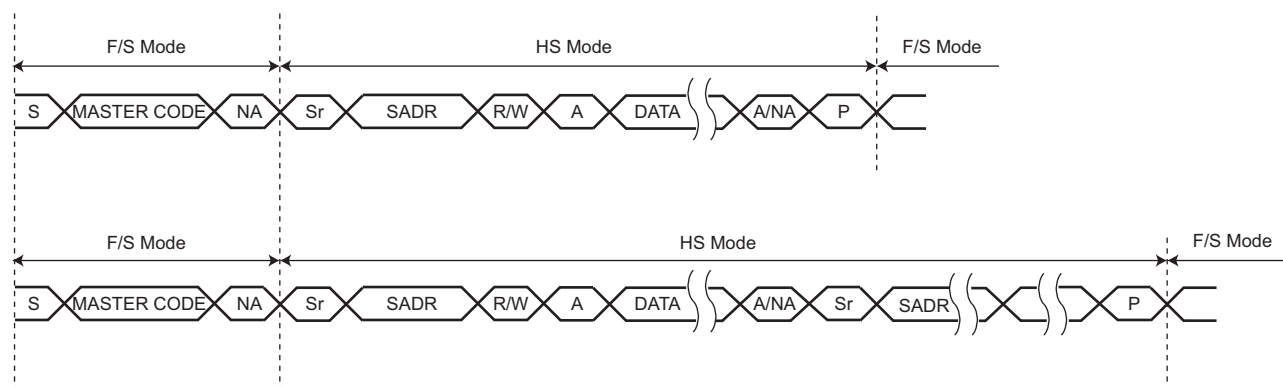 F/S Mode HS Mode F/S Mode
S MASTER CODE NA Sr SADR R/W A DATA A/NA P
F/S Mode HS Mode F/S Mode
S MASTER CODE NA Sr SADR R/W A DATA A/NA Sr SADR P